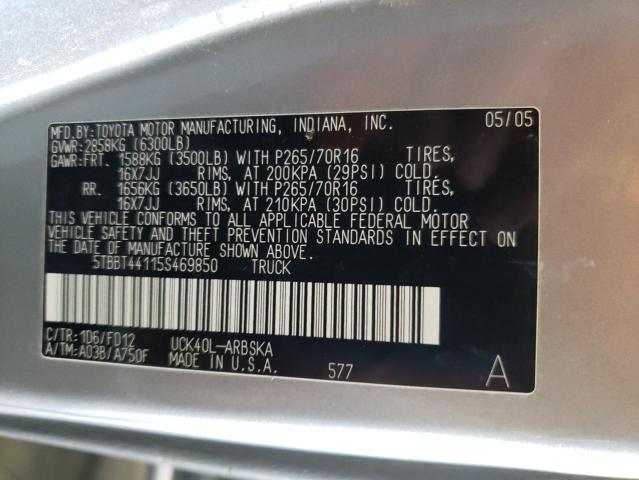 MFD.BY:TOYOTA MOTOR MANUFACTURING, INDIANA, INC. 05/05
GVWR:2858KG (6300LB)
GAWR:FRT. 1588KG (3500LB) WITH P265/70R16 TIRES,
16X7JJ RIMS, AT 200KPA (29PSI) COLD.
RR. 1656KG (3650LB) WITH P265/70R16 TIRES,
16X7JJ RIMS, AT 210KPA (30PSI) COLD.
THIS VEHICLE CONFORMS TO ALL APPLICABLE FEDERAL MOTOR
VEHICLE SAFETY AND THEFT PREVENTION STANDARDS IN EFFECT ON
THE DATE OF MANUFACTURE SHOWN ABOVE.
5TBBT44115S469850 TRUCK
C/TR:1D6/FD12 UCK40L-ARBSKA
A/TM:A03B/A750F MADE IN U.S.A. 577 A